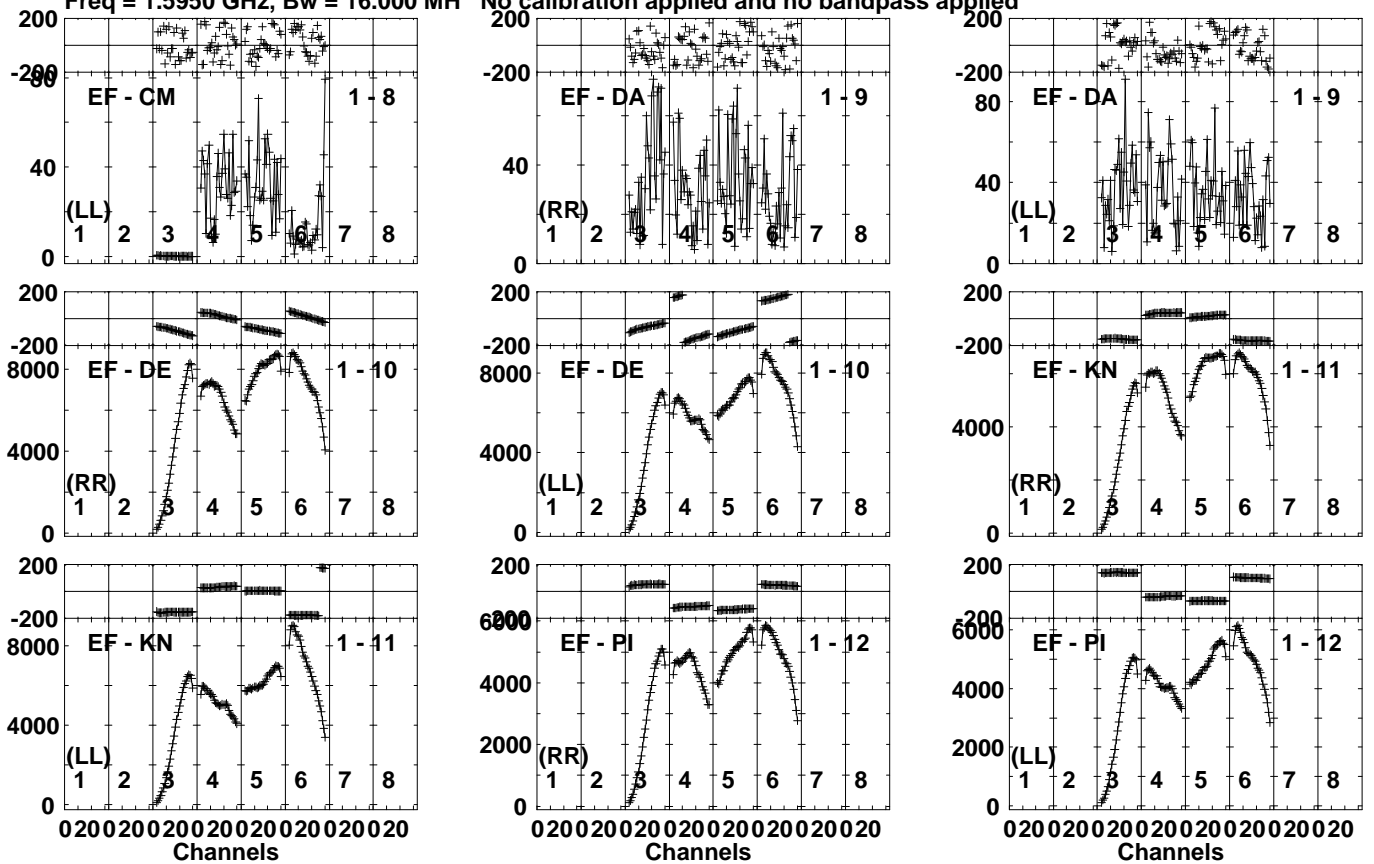 Freq = 1.5950 GHz, Bw = 16.000 MH No calibration applied and no bandpass applied
200 200 200
-200 -200 -200
80
EF - CM 1 - 8 EF - DA 1 - 9 EF - DA 1 - 9
80
40 40 40
(LL) (RR) (LL)
1 2 3 4 5 6 7 8 1 2 3 4 5 6 7 8 1 2 3 4 5 6 7 8
0 0 0
200 200 200
-200 -200 -200
8000 EF - DE 1 - 10 8000 EF - DE 1 - 10 EF - KN 1 - 11
4000 4000 4000
(RR) (LL) (RR)
1 2 3 4 5 6 7 8 1 2 3 4 5 6 7 8 1 2 3 4 5 6 7 8
0 0 0
200 200 200
-200 -200 -200
6000 6000
8000 EF - KN 1 - 11 EF - PI 1 - 12 EF - PI 1 - 12
4000 4000 4000
2000 2000
(LL) (RR) (LL)
1 2 3 4 5 6 7 8 1 2 3 4 5 6 7 8 1 2 3 4 5 6 7 8
0 0 0
0 20 0 20 0 20 0 20 0 20 0 20 0 20 0 20 0 20 0 20 0 20 0 20 0 20 0 20 0 20 0 20 0 20 0 20 0 20 0 20 0 20 0 20 0 20 0 20
Channels Channels Channels